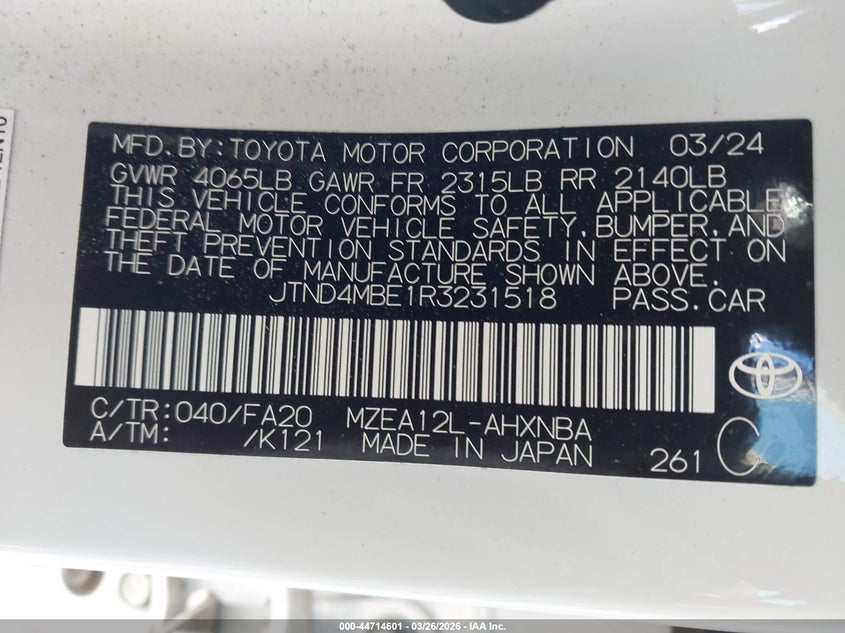 MFD.BY:TOYOTA MOTOR CORPORATION 03/24
GVWR 4065LB GAWR FR 2315LB RR 2140LB
THIS VEHICLE CONFORMS TO ALL APPLICABLE
FEDERAL MOTOR VEHICLE SAFETY,BUMPER,AND
THEFT PREVENTION STANDARDS IN EFFECT ON
THE DATE OF MANUFACTURE SHOWN ABOVE.
JTND4MBE1R3231518 PASS.CAR
C/TR:040/FA20 MZEA12L-AHXNBA
A/TM: /K121 MADE IN JAPAN 261 C
000-44714601 | 03/26/2026 | IAA Inc.